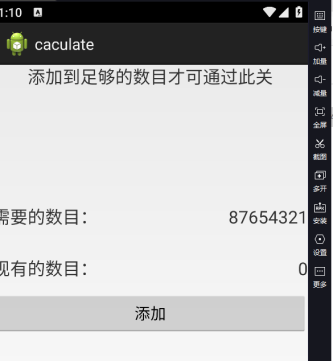 1:10 A
caculate
添加到足够的数目才可通过此关
需要的数目: 87654321
现有的数目: 0
添加
按键
加量
减量
全屏
截图
多开
APK
安装
设置
更多